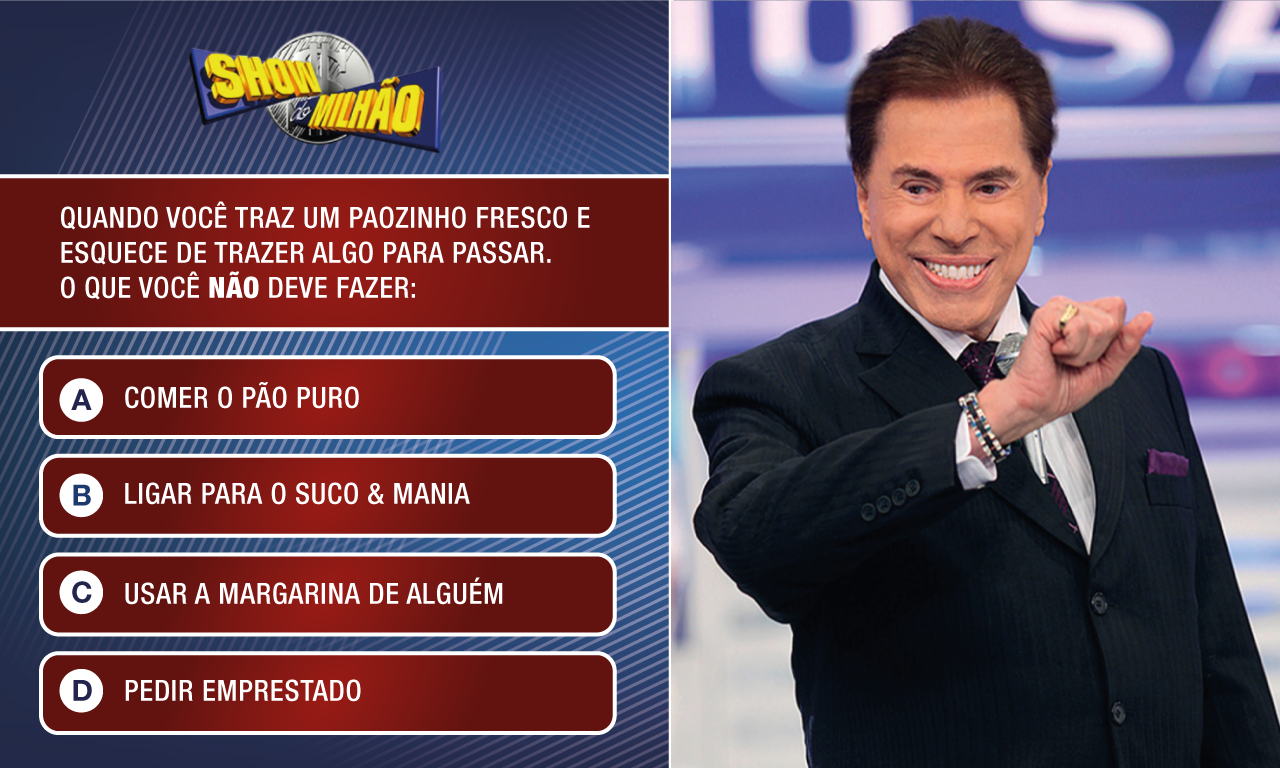 SHOW
do MILHÃO
QUANDO VOCÊ TRAZ UM PAOZINHO FRESCO E
ESQUECE DE TRAZER ALGO PARA PASSAR.
O QUE VOCÊ NÃO DEVE FAZER:
A COMER O PÃO PURO
B LIGAR PARA O SUCO & MANIA
C USAR A MARGARINA DE ALGUÉM
D PEDIR EMPRESTADO